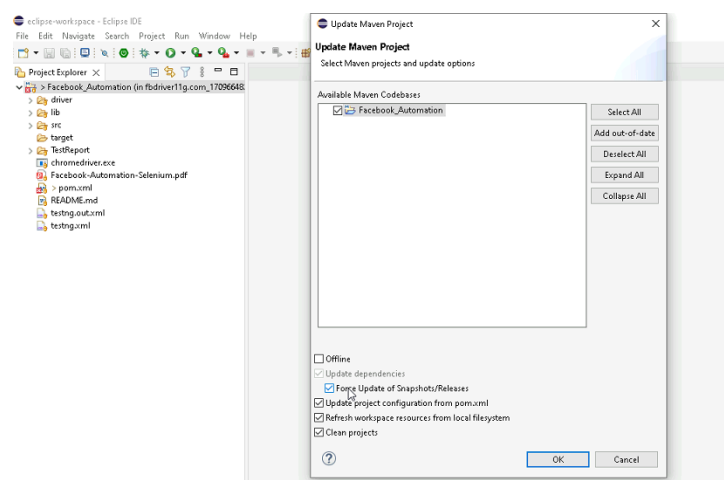 eclipse-workspace - Eclipse IDE
File Edit Navigate Search Project Run Window Help
Project Explorer
> Facebook_Automation (in fbdriver11g.com_17096648
driver
lib
src
target
TestReport
chromedriver.exe
Facebook-Automation-Selenium.pdf
> pom.xml
README.md
testng.out.xml
testng.xml
Update Maven Project
Update Maven Project
Select Maven projects and update options
Available Maven Codebases
Facebook_Automation
Select All
Add out-of-date
Deselect All
Expand All
Collapse All
Offline
Update dependencies
Force Update of Snapshots/Releases
Update project configuration from pom.xml
Refresh workspace resources from local filesystem
Clean projects
OK
Cancel